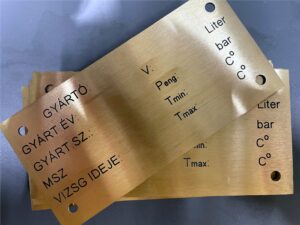 GYÁRTÓ V: Liter
GYÁRT ÉV: Peng: bar
GYÁRT SZ.: Tmin. C°
MSZ Tmax. C°
VIZSG IDEJE:
Liter
bar
Tmin. C°
Tmax. C°